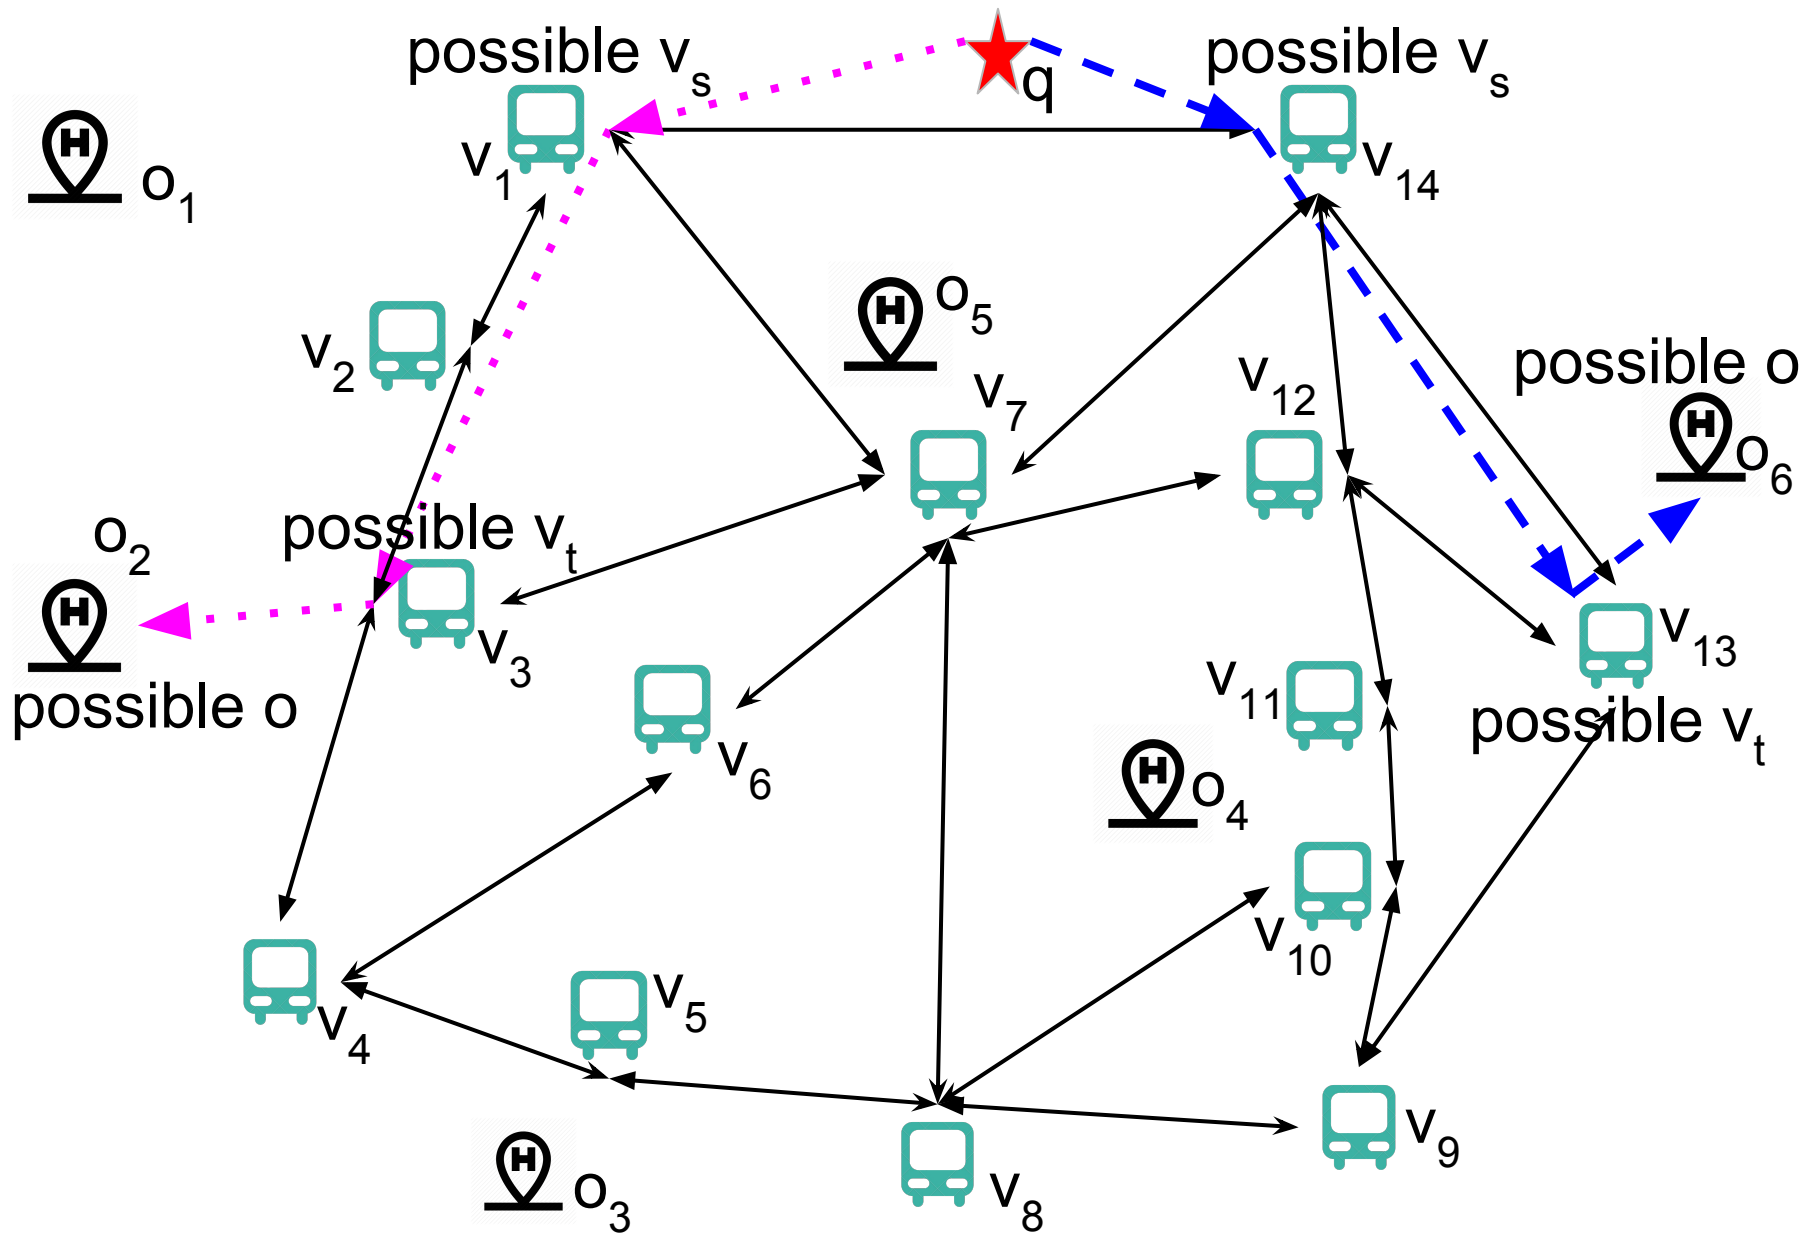 possible vₛ
q
possible vₛ
H
o₁
v₁
v₁₄
H
o₅
v₂
v₇
v₁₂
possible o
H
o₆
possible vₜ
o₂
H
possible o
v₃
v₁₃
possible vₜ
v₆
v₁₁
H
o₄
v₁₀
v₄
v₅
v₉
H
o₃
v₈